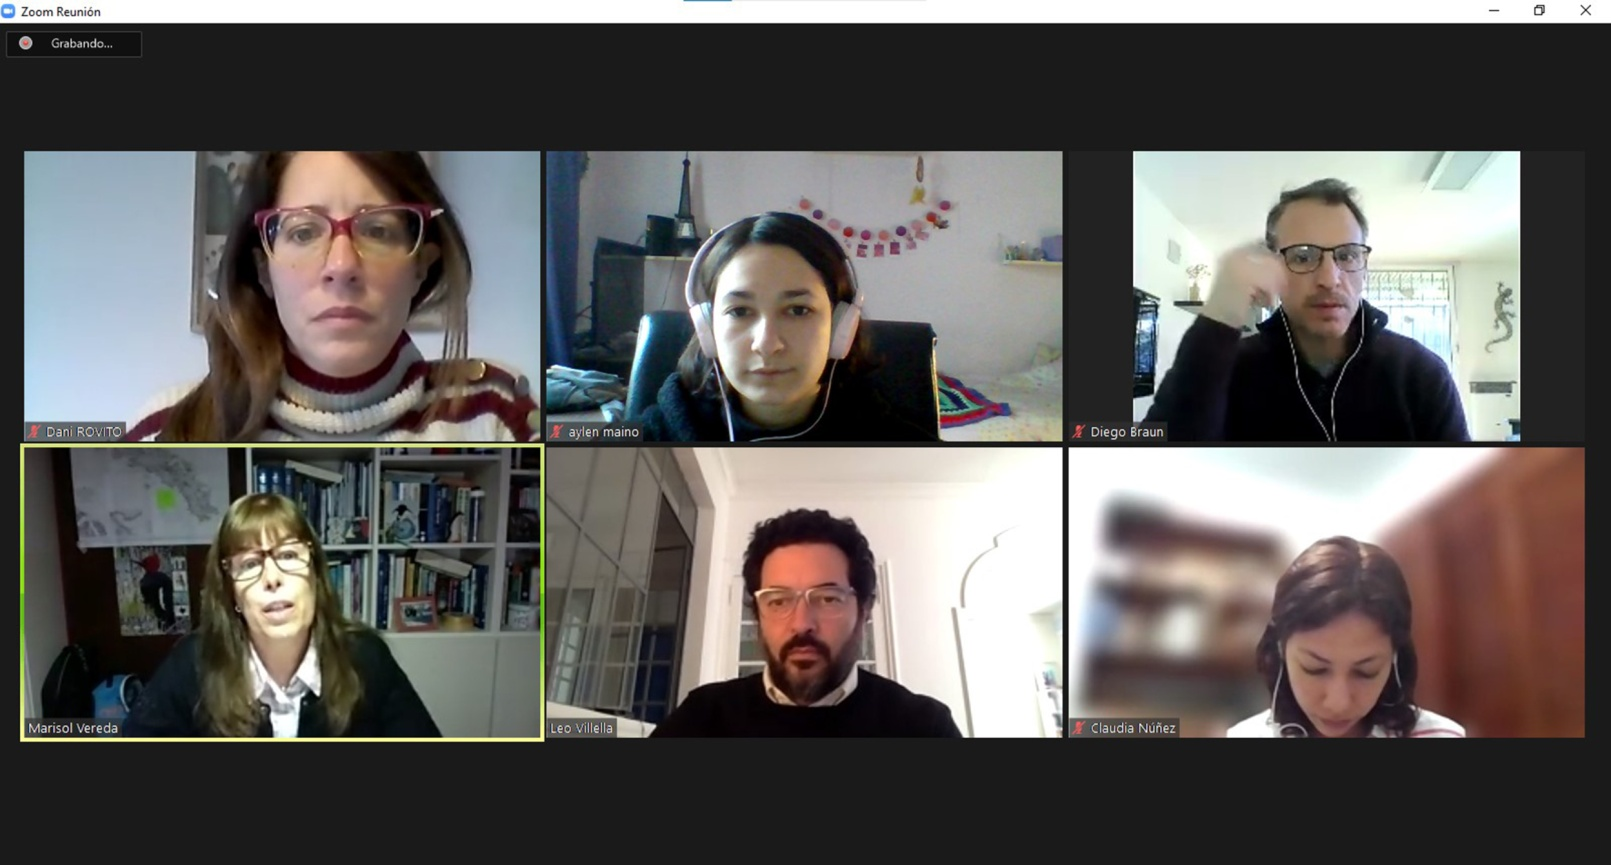 Zoom Reunión
Grabando...
Dani ROVITO
aylen maino
Diego Braun
Marisol Vereda
Leo Villella
Claudia Núñez